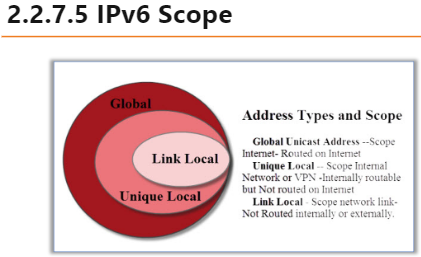 2.2.7.5 IPv6 Scope
Global
Link Local
Unique Local
Address Types and Scope
Global Unicast Address --Scope
Internet- Routed on Internet
Unique Local -- Scope Internal
Network or VPN -Internally routable
but Not routed on Internet
Link Local - Scope network link-
Not Routed internally or externally.